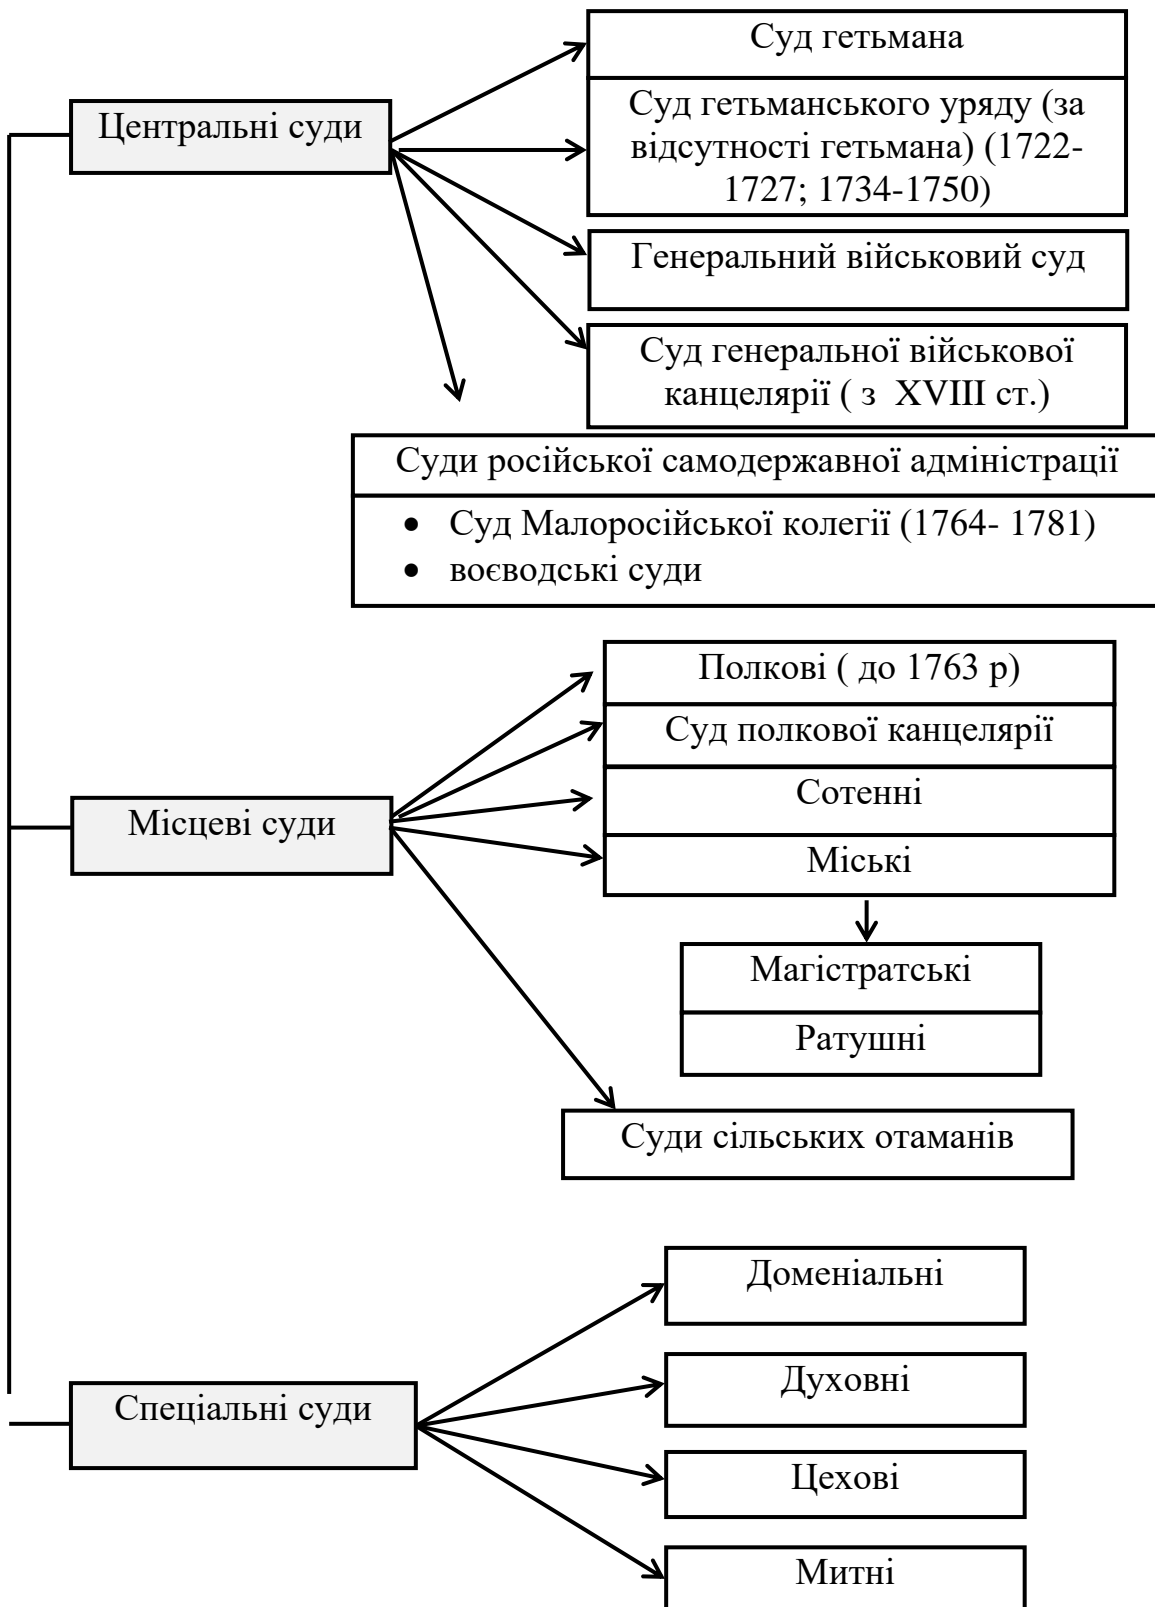 Центральні суди
Суд гетьмана
Суд гетьманського уряду (за
відсутності гетьмана) (1722-
1727; 1734-1750)
Генеральний військовий суд
Суд генеральної військової
канцелярії ( з XVIII ст.)
Суди російської самодержавної адміністрації
• Суд Малоросійської колегії (1764- 1781)
• воєводські суди
Місцеві суди
Полкові ( до 1763 р)
Суд полкової канцелярії
Сотенні
Міські
Магістратські
Ратушні
Суди сільських отаманів
Спеціальні суди
Доменіальні
Духовні
Цехові
Митні